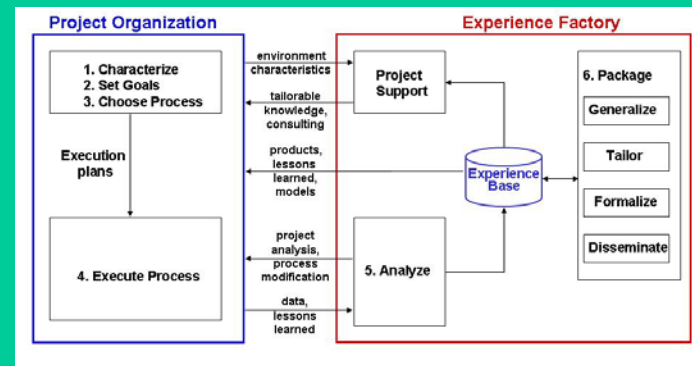 Project Organization
Experience Factory
1. Characterize
2. Set Goals
3. Choose Process
Execution
plans
4. Execute Process
environment
characteristics
tailorable
knowledge,
consulting
products,
lessons
learned,
models
project
analysis,
process
modification
data,
lessons
learned
Project
Support
5. Analyze
Experience
Base
6. Package
Generalize
Tailor
Formalize
Disseminate